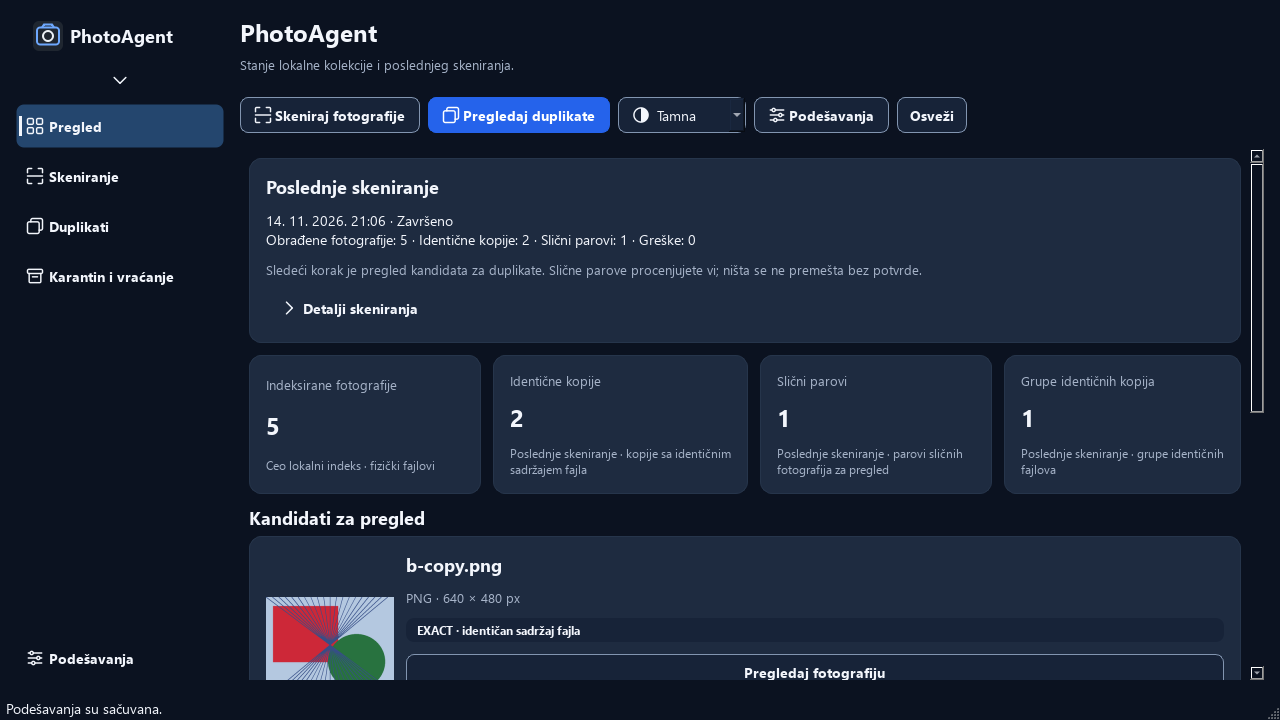 PhotoAgent
Pregled
Skeniranje
Duplikati
Karantin i vraćanje
Podešavanja
PhotoAgent
Stanje lokalne kolekcije i poslednjeg skeniranja.
Skeniraj fotografije
Pregledaj duplikate
Tamna
Podešavanja
Osveži
Poslednje skeniranje
14. 11. 2026. 21:06 · Završeno
Obrađene fotografije: 5 · Identične kopije: 2 · Slični parovi: 1 · Greške: 0
Sledeći korak je pregled kandidata za duplikate. Slične parove procenjujete vi; ništa se ne premešta bez potvrde.
Detalji skeniranja
Indeksirane fotografije
5
Ceo lokalni indeks · fizički fajlovi
Identične kopije
2
Poslednje skeniranje · kopije sa identičnim
sadržajem fajla
Slični parovi
1
Poslednje skeniranje · parovi sličnih
fotografija za pregled
Grupe identičnih kopija
1
Poslednje skeniranje · grupe identičnih
fajlova
Kandidati za pregled
b-copy.png
PNG · 640 × 480 px
EXACT · identičan sadržaj fajla
Pregledaj fotografiju
Podešavanja su sačuvana.